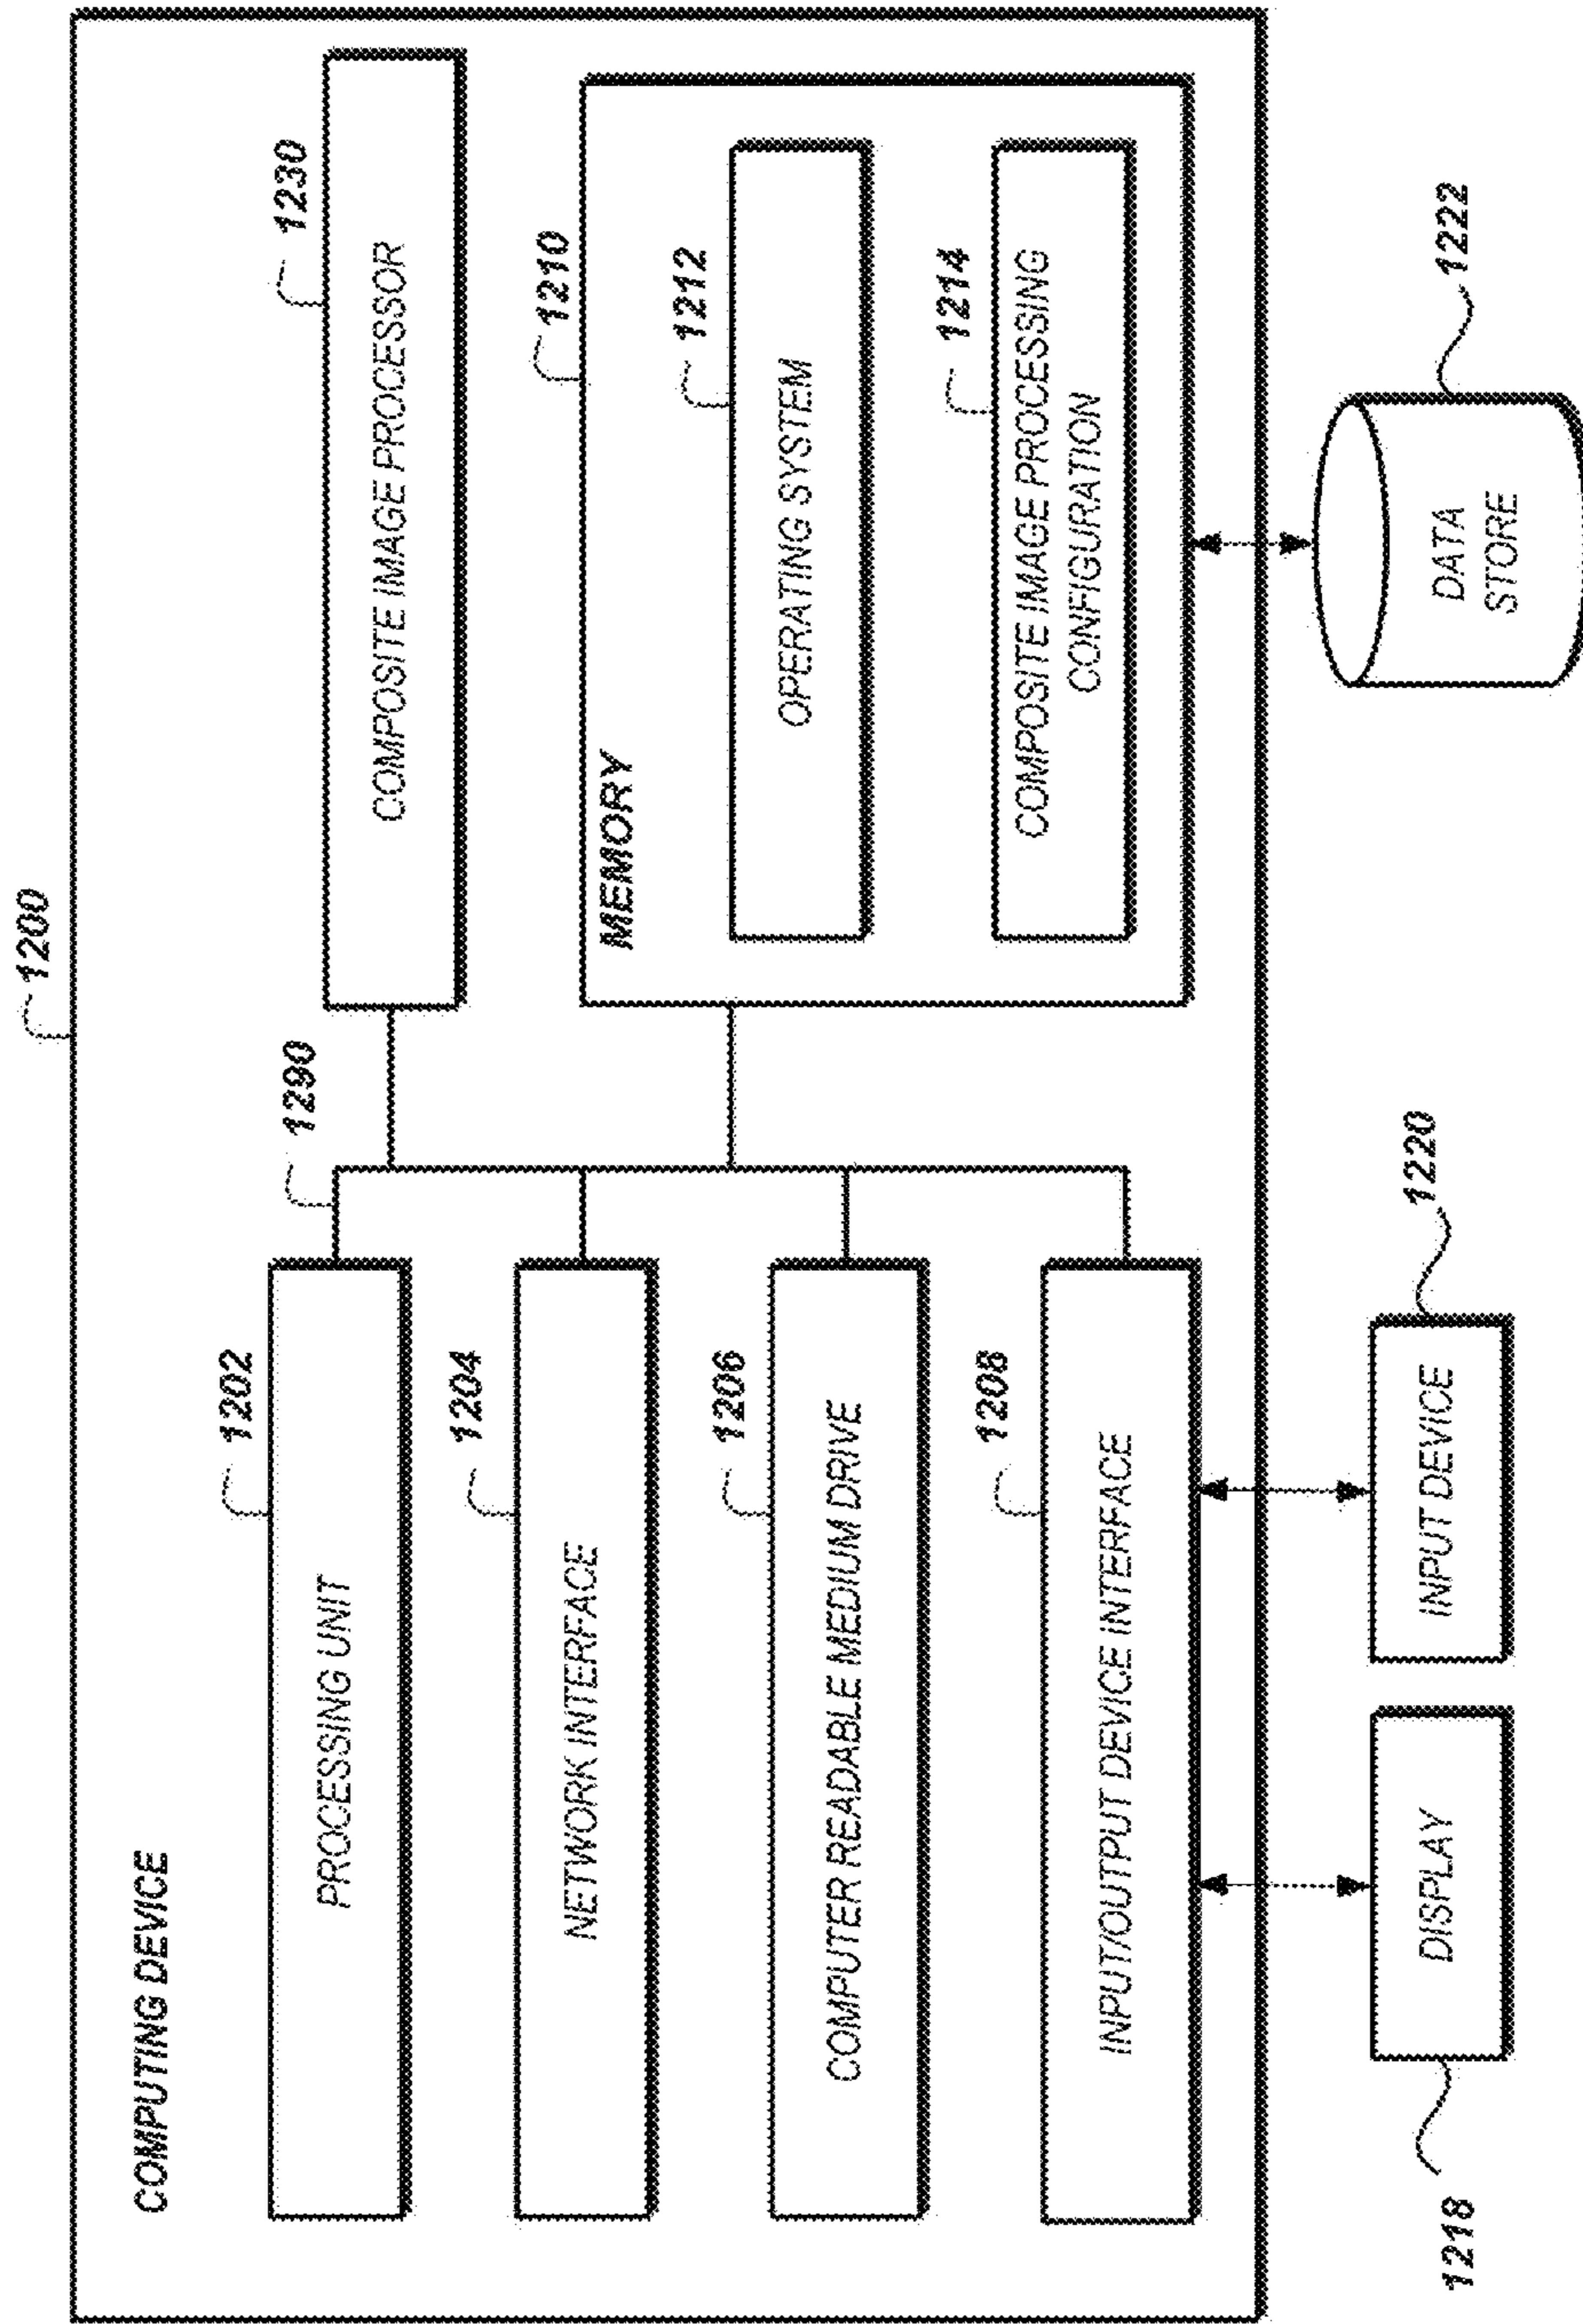 1200
COMPUTING DEVICE
1202
PROCESSING UNIT
1204
NETWORK INTERFACE
1206
COMPUTER READABLE MEDIUM DRIVE
1208
INPUT/OUTPUT DEVICE INTERFACE
1290
1230
COMPOSITE IMAGE PROCESSOR
1210
MEMORY
1212
OPERATING SYSTEM
1214
COMPOSITE IMAGE PROCESSING
CONFIGURATION
1218
DISPLAY
INPUT DEVICE
1220
DATA
STORE
1222